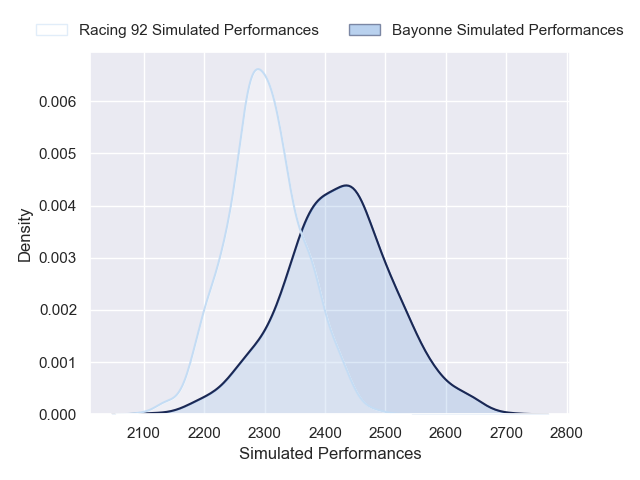 Racing 92 Simulated Performances Bayonne Simulated Performances
0.006
0.005
0.004
0.003
0.002
0.001
0.000
Density
2100 2200 2300 2400 2500 2600 2700 2800
Simulated Performances